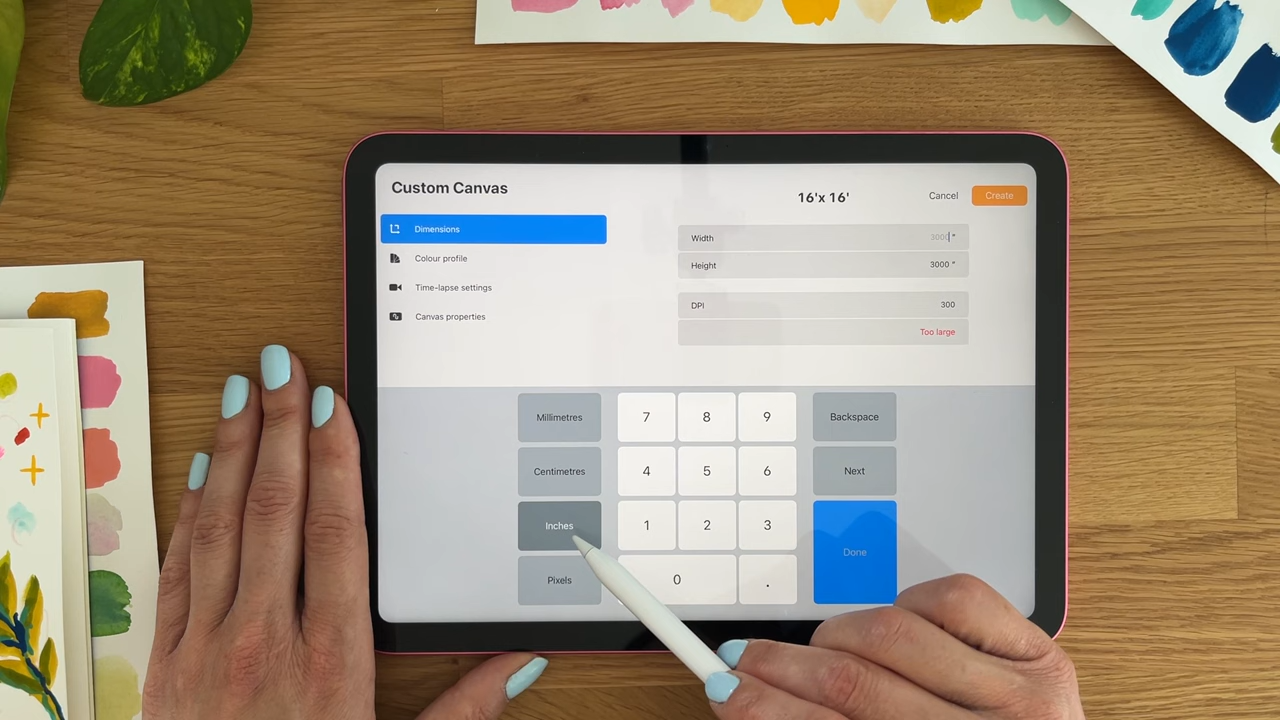 Custom Canvas
16'x 16'
Cancel
Create
Dimensions
Colour profile
Time-lapse settings
Canvas properties
Width 3000 "
Height 3000 "
DPI 300
Too large
Millimetres 7 8 9 Backspace
Centimetres 4 5 6 Next
Inches 1 2 3 Done
Pixels 0 .